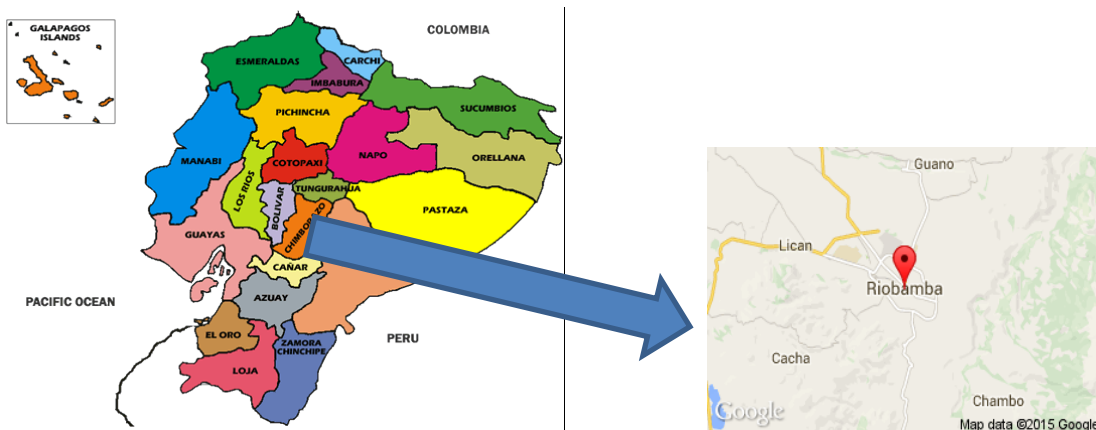 GALAPAGOS
ISLANDS
COLOMBIA
ESMERALDAS
CARCHI
IMBABURA
SUCUMBIOS
PICHINCHA
MANABI
COTOPAXI
NAPO
ORELLANA
LOS RIOS
TUNGURAHUA
BOLIVAR
CHIMBORAZO
PASTAZA
GUAYAS
CAÑAR
AZUAY
PACIFIC OCEAN
EL ORO
ZAMORA
CHINCHIPE
PERU
LOJA
Guano
Lican
Riobamba
Cacha
Chambo
Google
Map data ©2015 Google